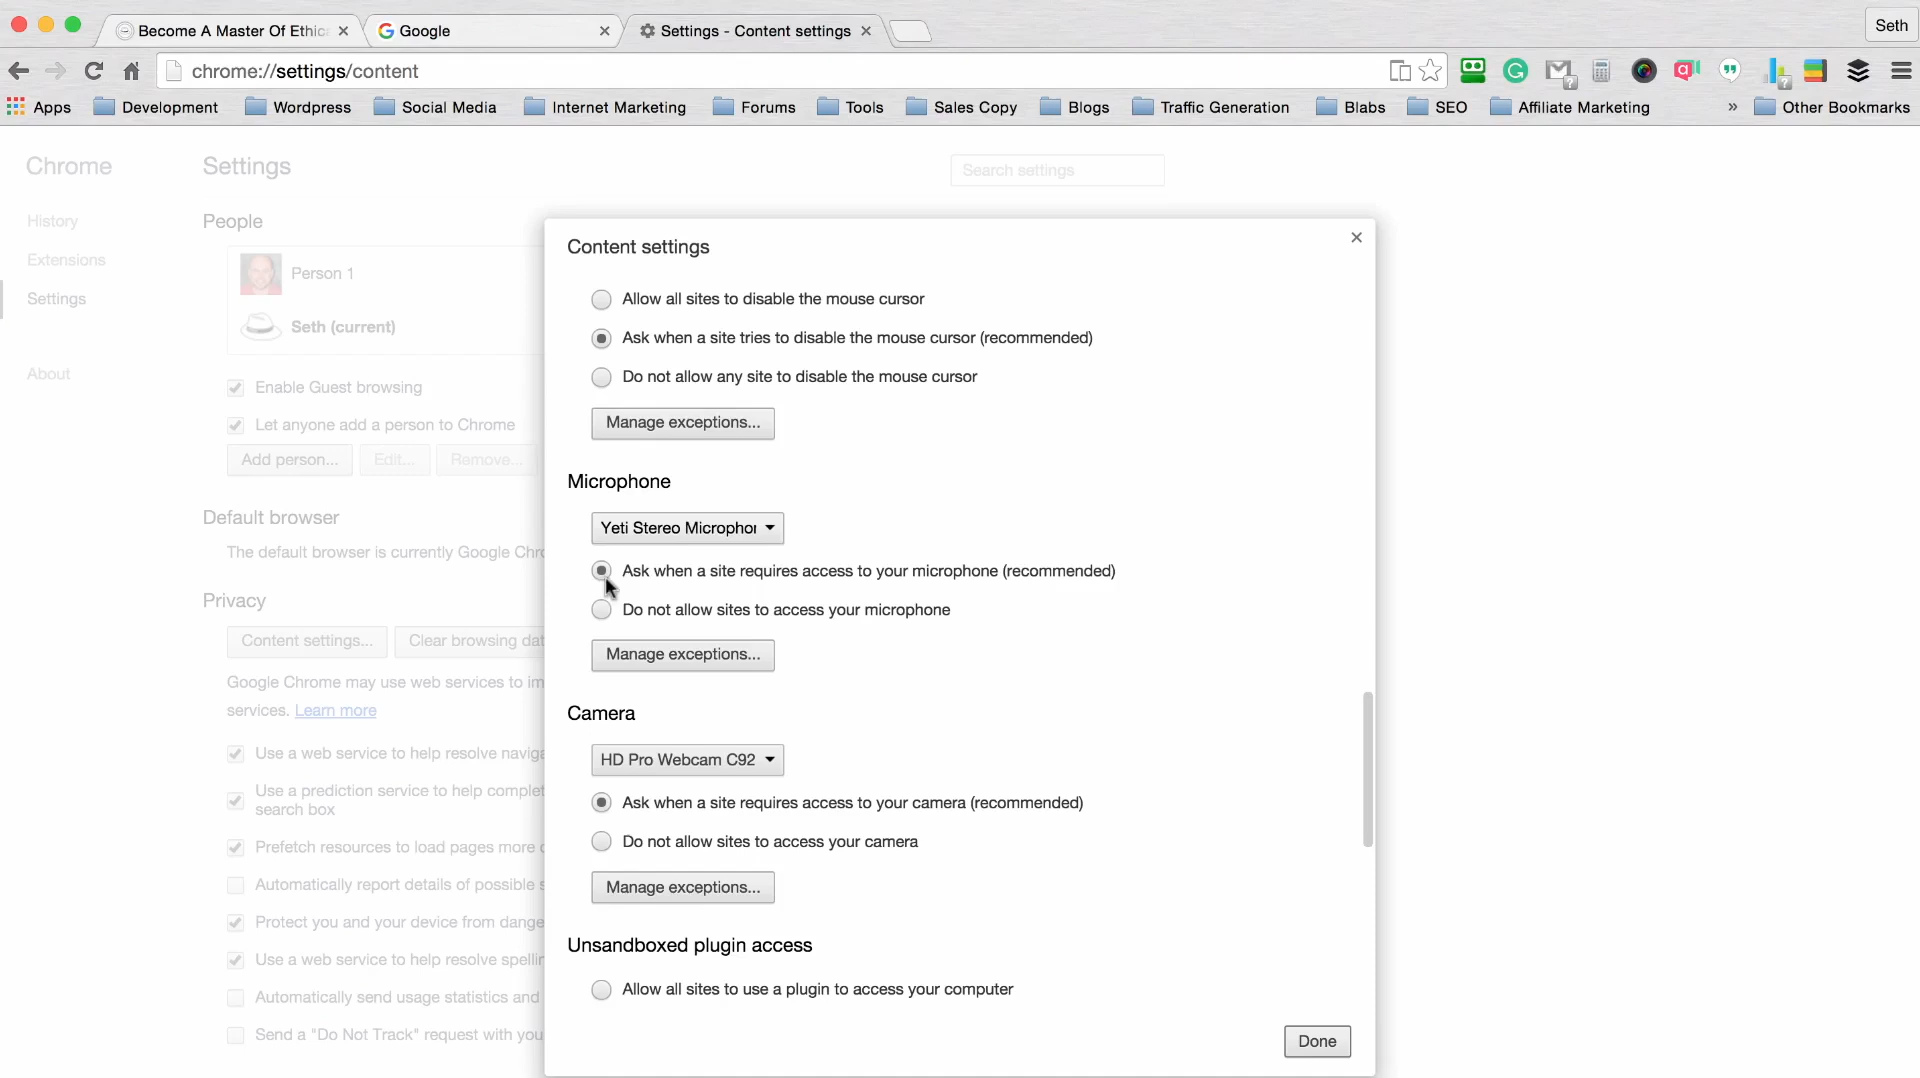 Become A Master Of Ethic
Google
Settings - Content settings
Seth
chrome://settings/content
Apps
Development
Wordpress
Social Media
Internet Marketing
Forums
Tools
Sales Copy
Blogs
Traffic Generation
Blabs
SEO
Affiliate Marketing
»
Other Bookmarks
Chrome
History
Extensions
Settings
About
Settings
Search settings
People
Person 1
Seth (current)
Enable Guest browsing
Let anyone add a person to Chrome
Add person...
Edit...
Remove...
Default browser
The default browser is currently Google Chro
Privacy
Content settings...
Clear browsing dat
Google Chrome may use web services to im
services. Learn more
Use a web service to help resolve naviga
Use a prediction service to help complet
search box
Prefetch resources to load pages more
Automatically report details of possible s
Protect you and your device from dange
Use a web service to help resolve spellin
Automatically send usage statistics and
Send a "Do Not Track" request with you
Content settings
Allow all sites to disable the mouse cursor
Ask when a site tries to disable the mouse cursor (recommended)
Do not allow any site to disable the mouse cursor
Manage exceptions...
Microphone
Yeti Stereo Microphor
Ask when a site requires access to your microphone (recommended)
Do not allow sites to access your microphone
Manage exceptions...
Camera
HD Pro Webcam C92
Ask when a site requires access to your camera (recommended)
Do not allow sites to access your camera
Manage exceptions...
Unsandboxed plugin access
Allow all sites to use a plugin to access your computer
Done